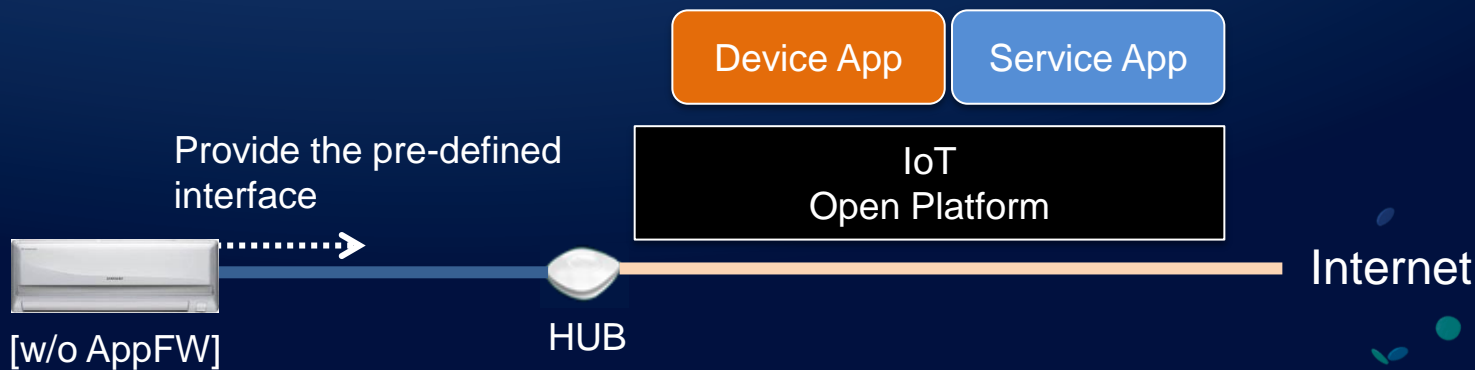 Device App
Service App
Provide the pre-defined
interface
IoT
Open Platform
Internet
HUB
[w/o AppFW]